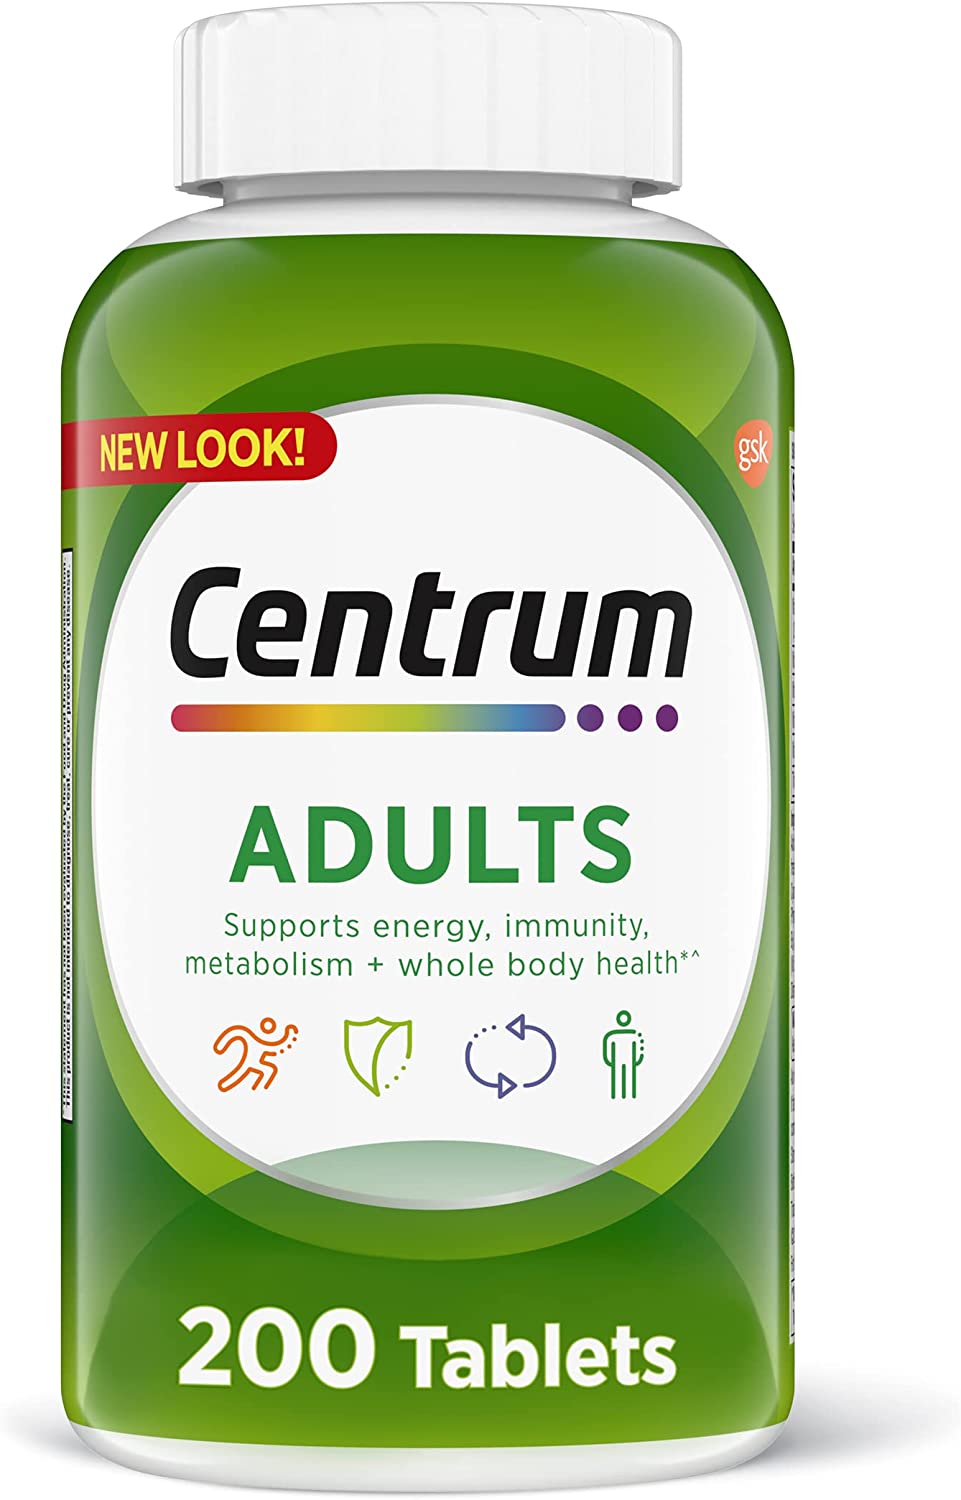 NEW LOOK!
gsk
Centrum
ADULTS
Supports energy, immunity,
metabolism + whole body health*^
200 Tablets